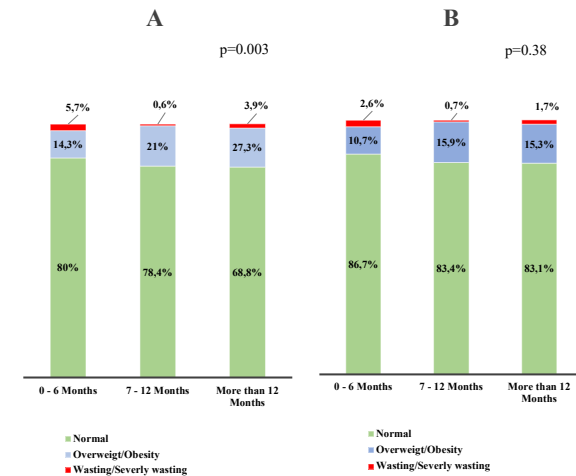 A
p=0.003
5,7%
0,6%
3,9%
14,3%
21%
27,3%
80%
78,4%
68,8%
0 - 6 Months
7 - 12 Months
More than 12
Months
Normal
Overweigt/Obesity
Wasting/Severly wasting
B
p=0.38
2,6%
0,7%
1,7%
10,7%
15,9%
15,3%
86,7%
83,4%
83,1%
0 - 6 Months
7 - 12 Months
More than 12
Months
Normal
Overweigt/Obesity
Wasting/Severly wasting